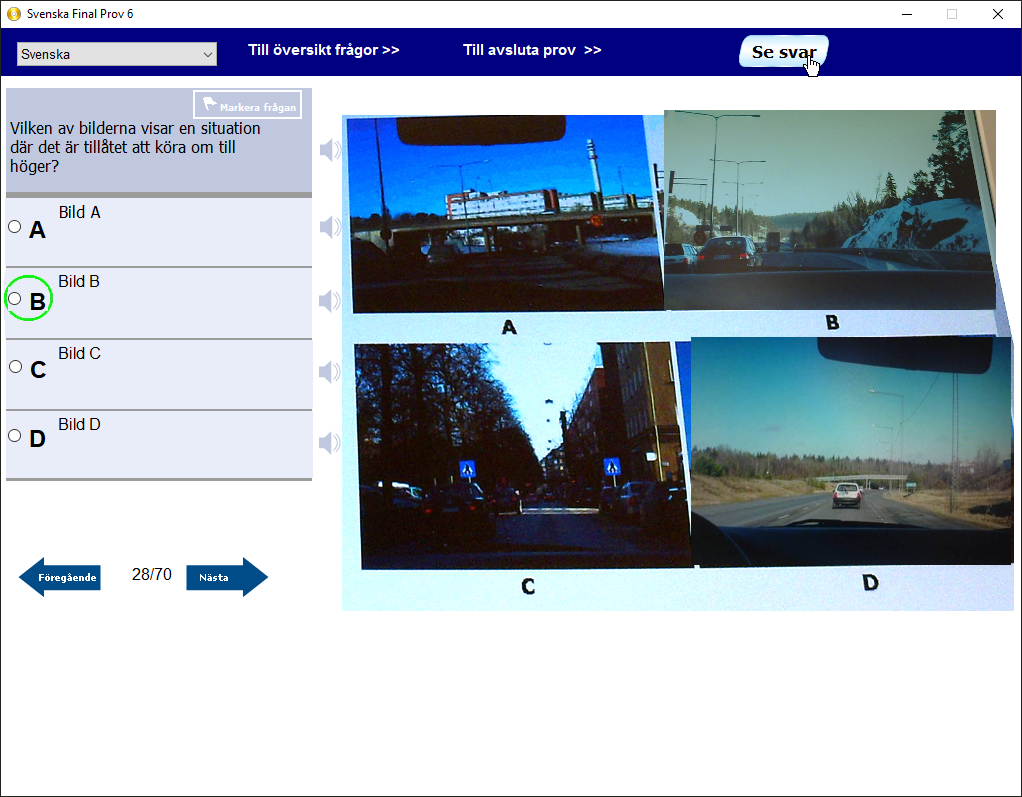 Svenska Final Prov 6
Svenska
Till översikt frågor >>
Till avsluta prov >>
Se svar
Markera frågan
Vilken av bilderna visar en situation
där det är tillåtet att köra om till
höger?
A
Bild A
B
Bild B
C
Bild C
D
Bild D
Föregående
28/70
Nästa
A
B
C
D